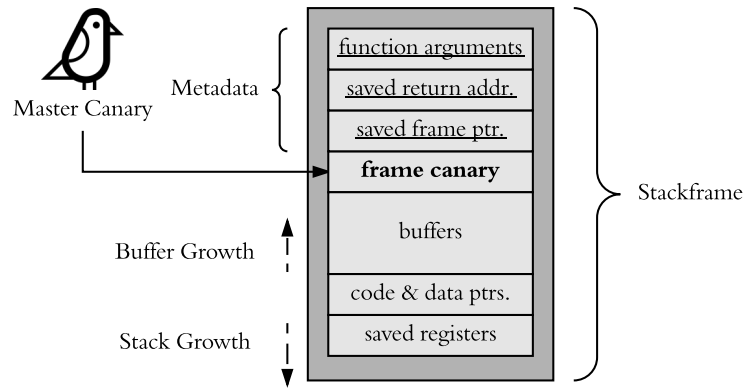 function arguments
Metadata
saved return addr.
Master Canary
saved frame ptr.
frame canary
Stackframe
buffers
Buffer Growth
code & data ptrs.
Stack Growth
saved registers